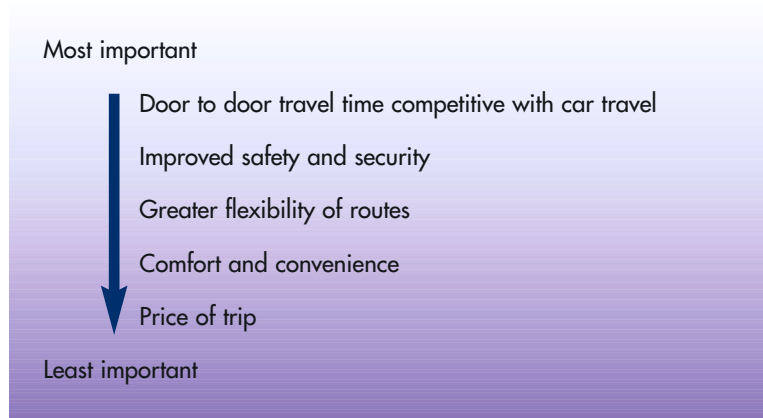 Most important
Door to door travel time competitive with car travel
Improved safety and security
Greater flexibility of routes
Comfort and convenience
Price of trip
Least important